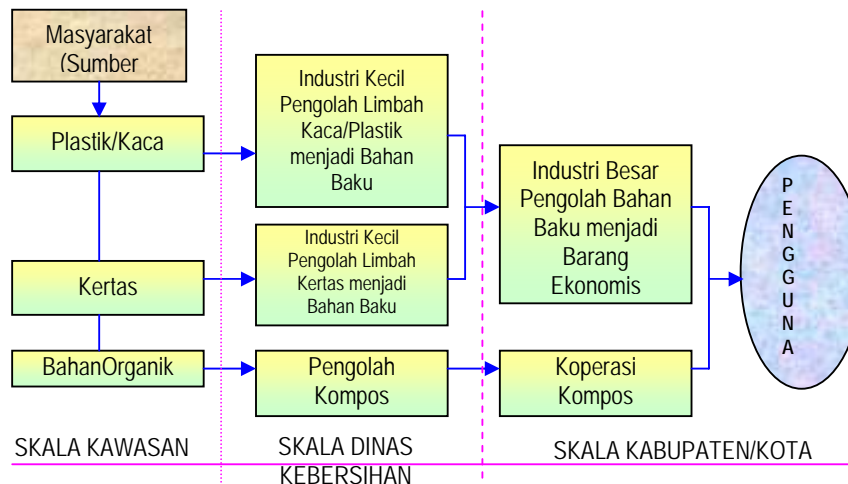 Masyarakat
(Sumber
Plastik/Kaca
Kertas
BahanOrganik
Industri Kecil
Pengolah Limbah
Kaca/Plastik
menjadi Bahan
Baku
Industri Kecil
Pengolah Limbah
Kertas menjadi
Bahan Baku
Pengolah
Kompos
Industri Besar
Pengolah Bahan
Baku menjadi
Barang
Ekonomis
Koperasi
Kompos
P
E
N
G
G
U
N
A
SKALA KAWASAN
SKALA DINAS
KEBERSIHAN
SKALA KABUPATEN/KOTA